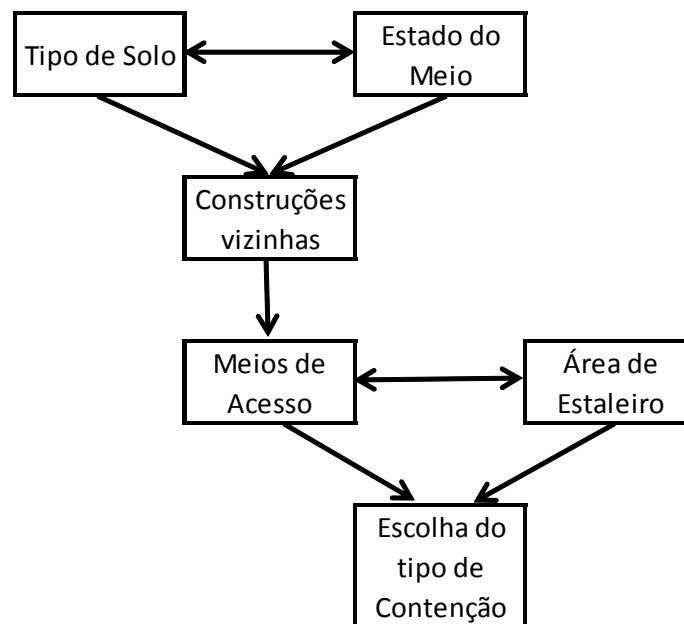 Tipo de Solo
Estado do
Meio
Construções
vizinhas
Meios de
Acesso
Área de
Estaleiro
Escolha do
tipo de
Contenção